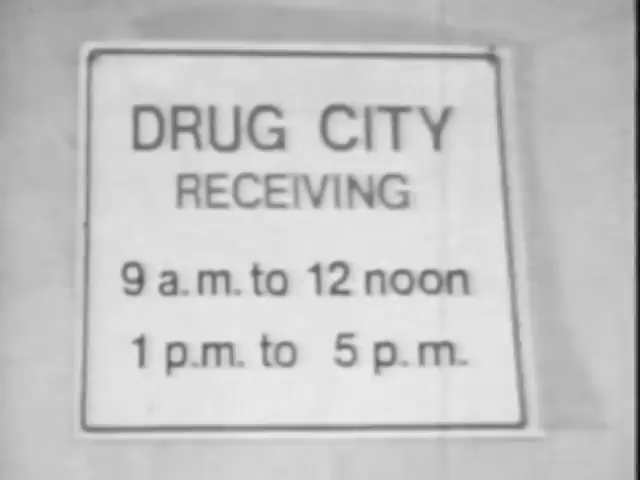 DRUG CITY
RECEIVING
9 a.m. to 12 noon
1 p.m. to 5 p.m.